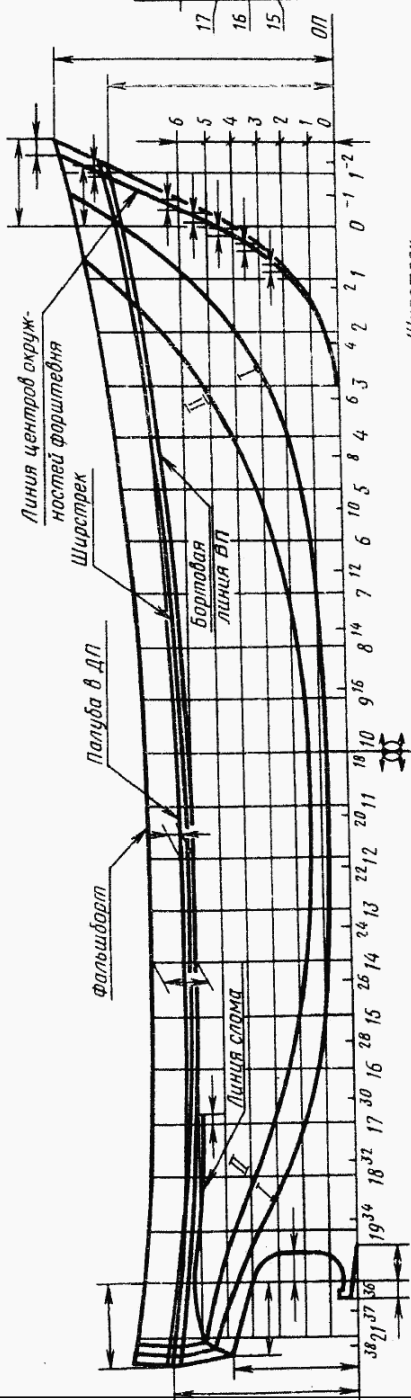 Линия центров окруж-
ностей форштевня
Ширстрек
Палуба в ДП
Фальшборт
Бортовая
линия ВП
Линия слома
II
I
II
I
17
16
15
ОП
6
5
4
3
2
1
0
38 21 37 36 19 34 18 32 17 30 16 28 15 26 14 24 13 22 12 20 11 18 10 16 9 8 14 7 12 6 10 5 8 4 6 3 4 2 2 1 0 -1 1 -2